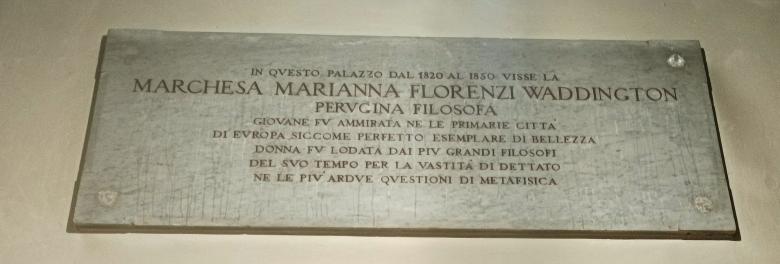 IN QVESTO PALAZZO DAL 1820 AL 1850 VISSE LA
MARCHESA MARIANNA FLORENZI WADDINGTON
PERVGINA FILOSOFA
GIOVANE FV AMMIRATA NE LE PRIMARIE CITTA'
DI EVROPA SICCOME PERFETTO ESEMPLARE DI BELLEZZA
DONNA FV LODATA DAI PIV GRANDI FILOSOFI
DEL SVO TEMPO PER LA VASTITA' DI DETTATO
NE LE PIV' ARDVE QVESTIONI DI METAFISICA